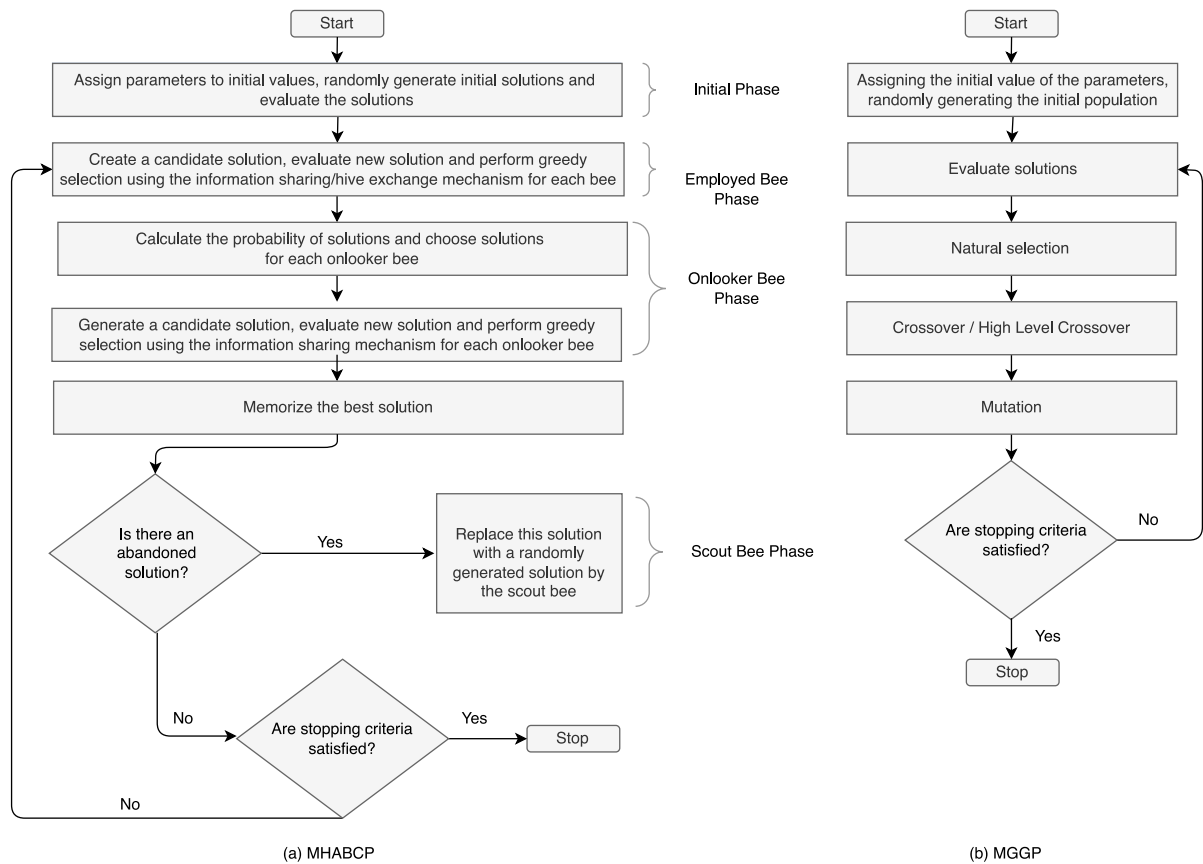 Start
Assign parameters to initial values, randomly generate initial solutions and
evaluate the solutions
Initial Phase
Create a candidate solution, evaluate new solution and perform greedy
selection using the information sharing/hive exchange mechanism for each bee
Employed Bee
Phase
Calculate the probability of solutions and choose solutions
for each onlooker bee
Onlooker Bee
Phase
Generate a candidate solution, evaluate new solution and perform greedy
selection using the information sharing mechanism for each onlooker bee
Memorize the best solution
Is there an
abandoned
solution?
Yes
Replace this solution
with a randomly
generated solution by
the scout bee
Scout Bee Phase
No
Are stopping criteria
satisfied?
Yes
Stop
No
(a) MHABCP
Start
Assigning the initial value of the parameters,
randomly generating the initial population
Evaluate solutions
Natural selection
Crossover / High Level Crossover
Mutation
Are stopping criteria
satisfied?
No
Yes
Stop
(b) MGGP